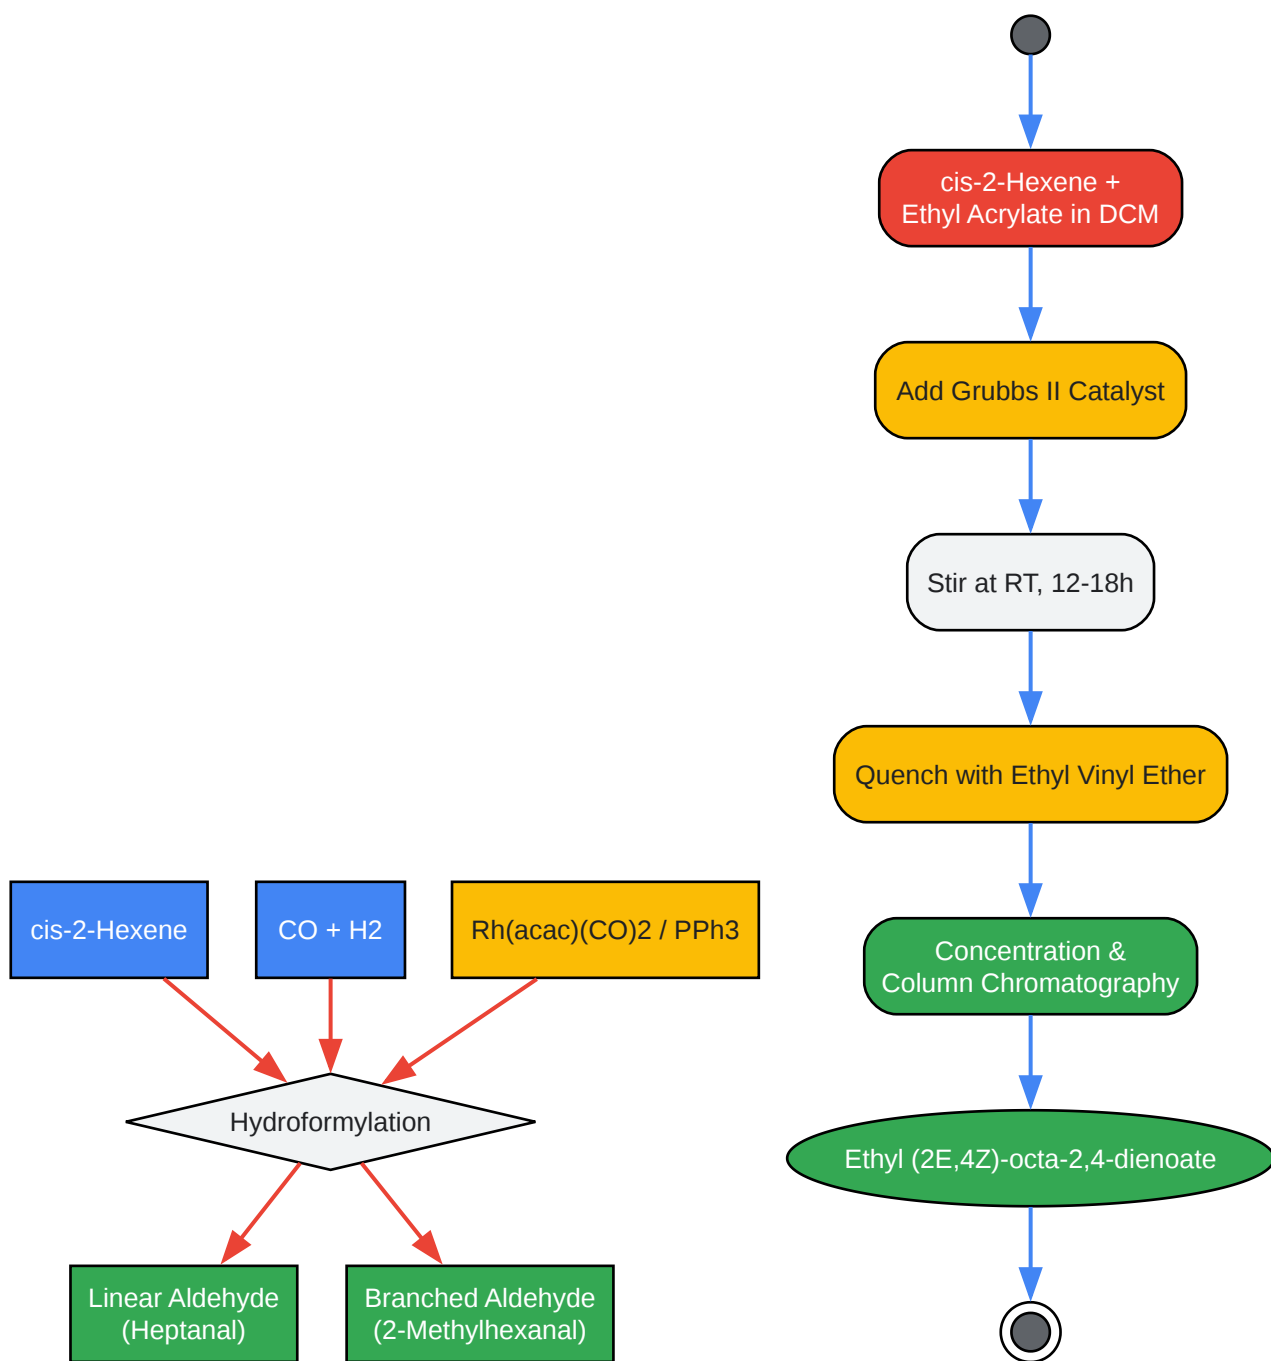 cis-2-Hexene +
Ethyl Acrylate in DCM
Add Grubbs II Catalyst
Stir at RT, 12-18h
Quench with Ethyl Vinyl Ether
Concentration &
Column Chromatography
Ethyl (2E,4Z)-octa-2,4-dienoate
cis-2-Hexene
CO + H2
Rh(acac)(CO)2 / PPh3
Hydroformylation
Linear Aldehyde
(Heptanal)
Branched Aldehyde
(2-Methylhexanal)